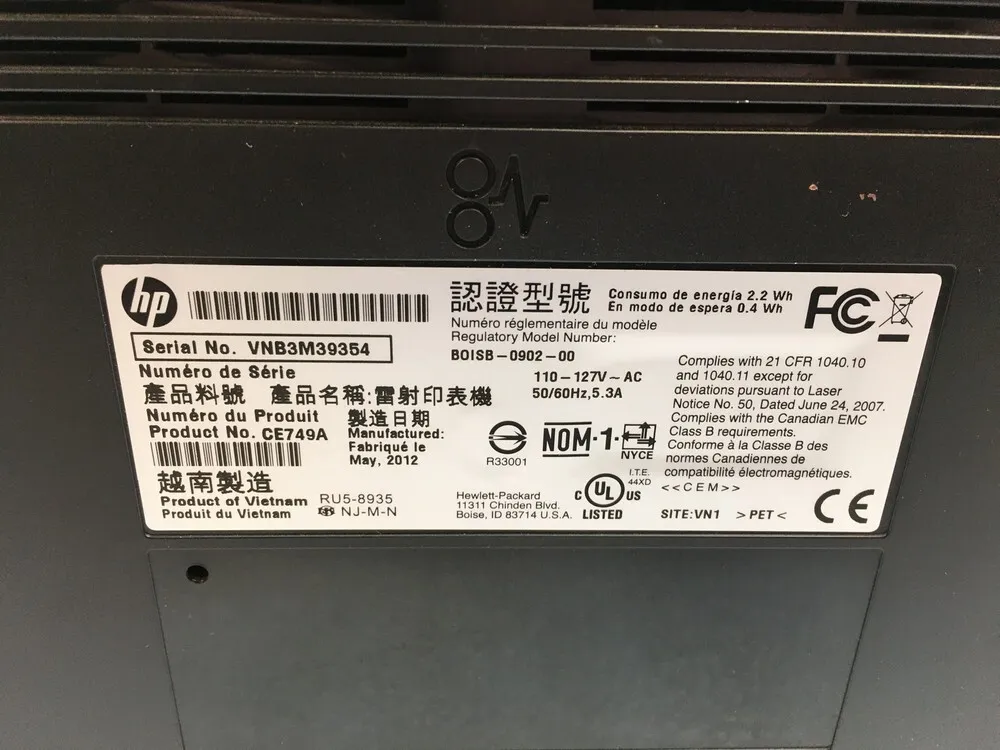 hp
Serial No. VNB3M39354
Numéro de Série
產品料號 產品名稱:雷射印表機
Numéro du Produit 製造日期
Product No. CE749A
Manufactured:
Fabriqué le
May, 2012
越南製造
Product of Vietnam
Produit du Vietnam
RU5-8935
NJ-M-N
認證型號
Numéro réglementaire du modèle
Regulatory Model Number:
BOISB-0902-00
Consumo de energía 2.2 Wh
En modo de espera 0.4 Wh
110-127V~AC
50/60Hz,5.3A
R33001
NOM·1·
NYCE
Hewlett-Packard
11311 Chinden Blvd.
Boise, ID 83714 U.S.A.
C UL US
LISTED
I.T.E.
44XD
FC
Complies with 21 CFR 1040.10
and 1040.11 except for
deviations pursuant to Laser
Notice No. 50, Dated June 24, 2007.
Complies with the Canadian EMC
Class B requirements.
Conforme à la Classe B des
normes Canadiennes de
compatibilité électromagnétiques.
<<CEM>>
SITE:VN1 >PET<
CE